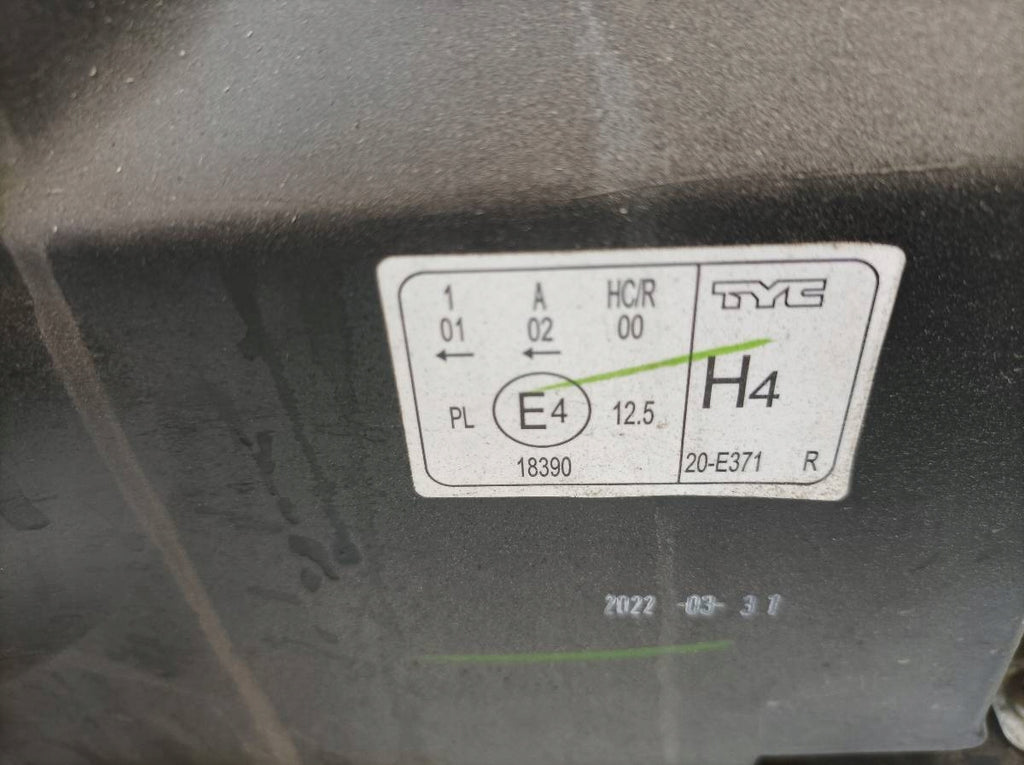 1 A HC/R
01 02 00
← ←
PL E4 12.5
18390
TYC
H4
20-E371 R
2022 -03- 31